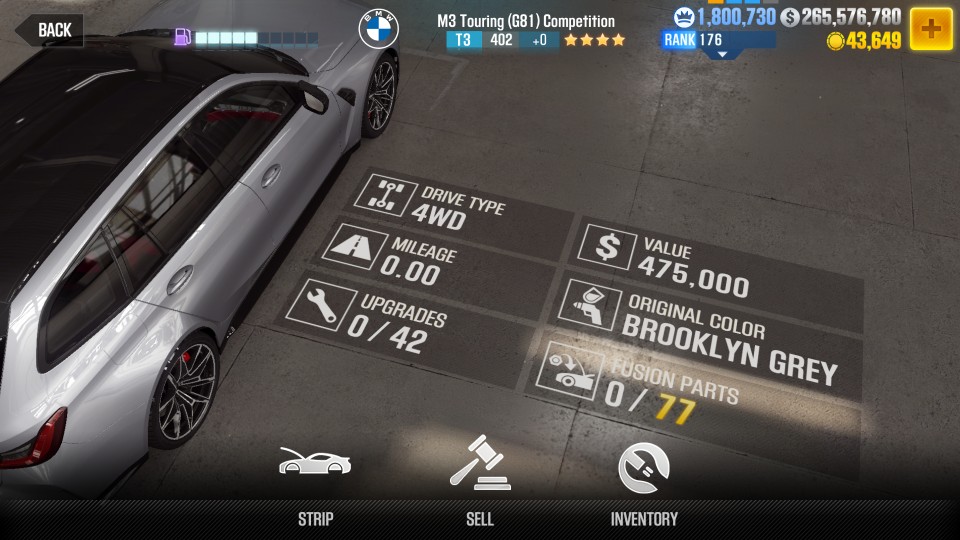 BACK
BMW
M3 Touring (G81) Competition
T3 402 +0
1,800,730 $ 265,576,780
RANK 176
43,649
DRIVE TYPE
4WD
MILEAGE
0.00
UPGRADES
0 / 42
$ VALUE
475,000
ORIGINAL COLOR
BROOKLYN GREY
FUSION PARTS
0 / 77
STRIP
SELL
INVENTORY